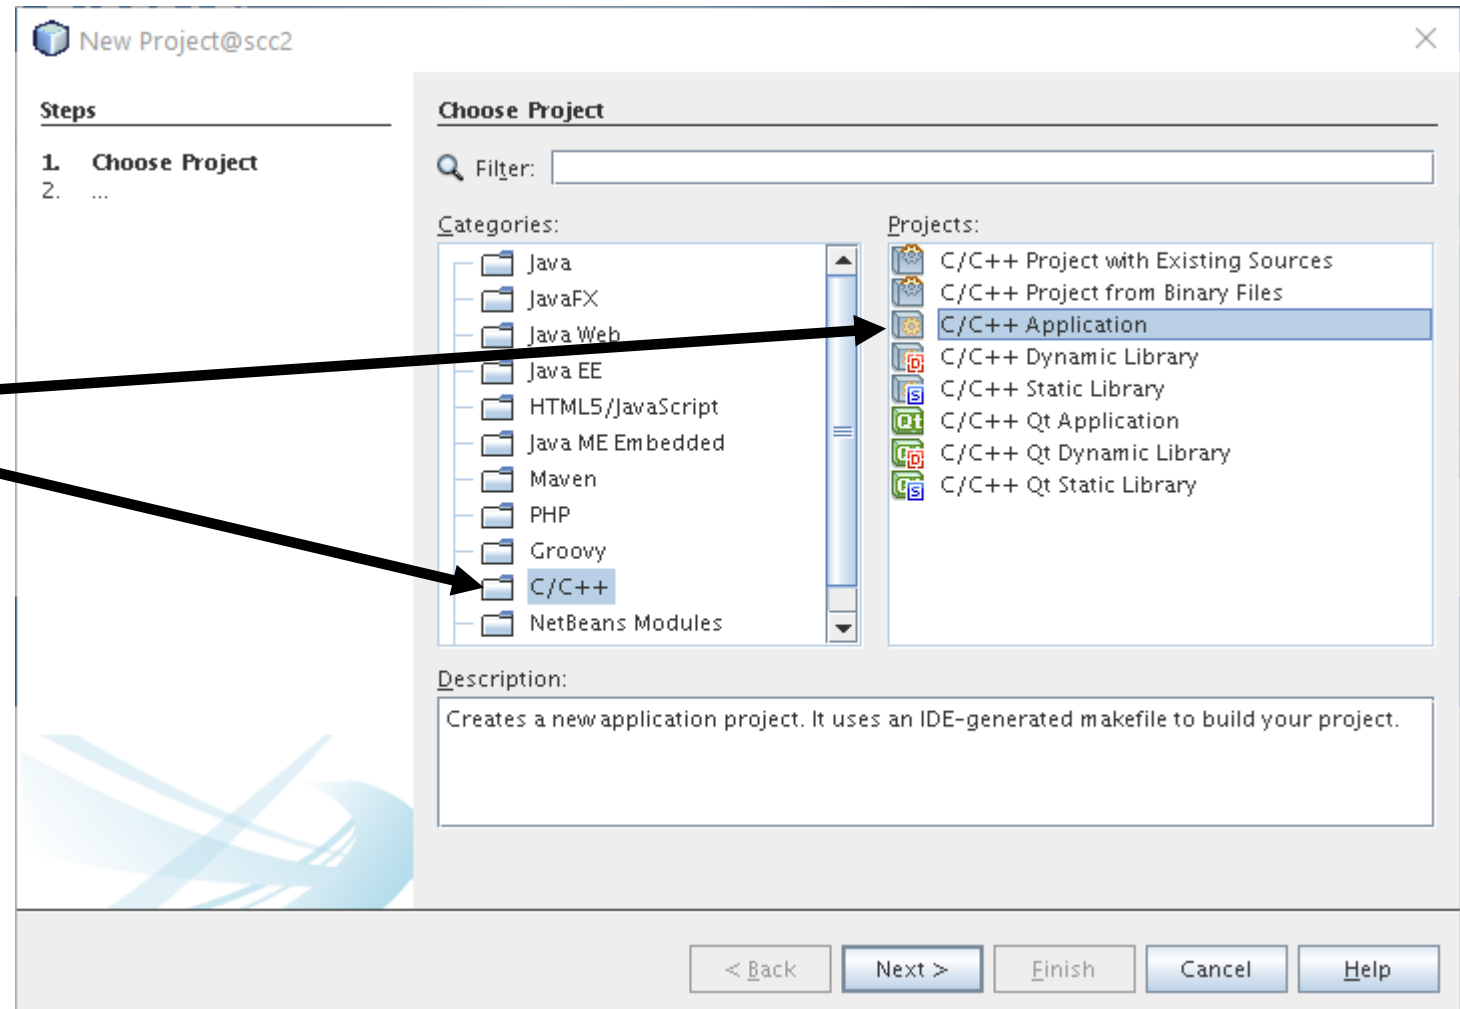 New Project@scc2
Steps
1. Choose Project
2. ...
Choose Project
Filter:
Categories:
Java
JavaFX
Java Web
Java EE
HTML5/JavaScript
Java ME Embedded
Maven
PHP
Groovy
C/C++
NetBeans Modules
Projects:
C/C++ Project with Existing Sources
C/C++ Project from Binary Files
C/C++ Application
C/C++ Dynamic Library
C/C++ Static Library
C/C++ Qt Application
C/C++ Qt Dynamic Library
C/C++ Qt Static Library
Description:
Creates a new application project. It uses an IDE-generated makefile to build your project.
< Back Next > Finish Cancel Help